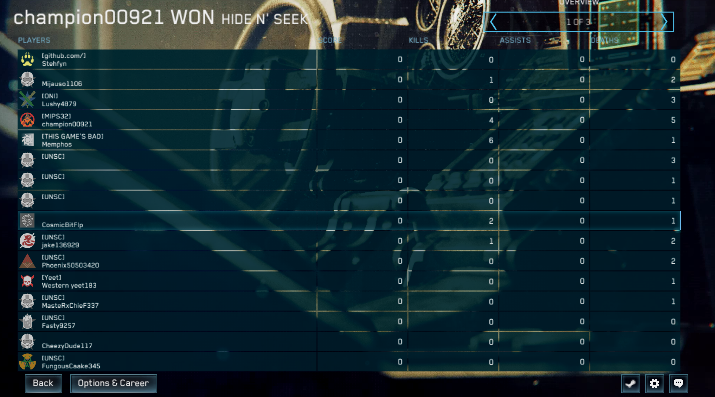 OVERVIEW
champion00921 WON HIDE N' SEEK
1 OF 3
PLAYERS SCORE KILLS ASSISTS DEATHS
[github.com/]
Stehfyn 0 0 0 0
Mijauso1106 0 1 0 2
[ONI]
Lushy4879 0 0 0 3
[MIPS32]
champion00921 0 4 0 5
[THIS GAME'S BAD]
Memphos 0 6 0 1
[UNSC] 0 0 0 3
[UNSC] 0 0 0 1
[UNSC] 0 0 0 1
CosmicBitFlp 0 2 0 1
[UNSC]
jake136929 0 1 0 2
[UNSC]
Phoenix50503420 0 0 0 2
[Yeet]
Western yeet183 0 0 0 1
[UNSC]
MasteRxChieF337 0 0 0 1
[UNSC]
Fasty9257 0 0 0 0
CheezyDude117 0 0 0 0
[UNSC]
FungousCaake345 0 0 0 0
Back Options & Career